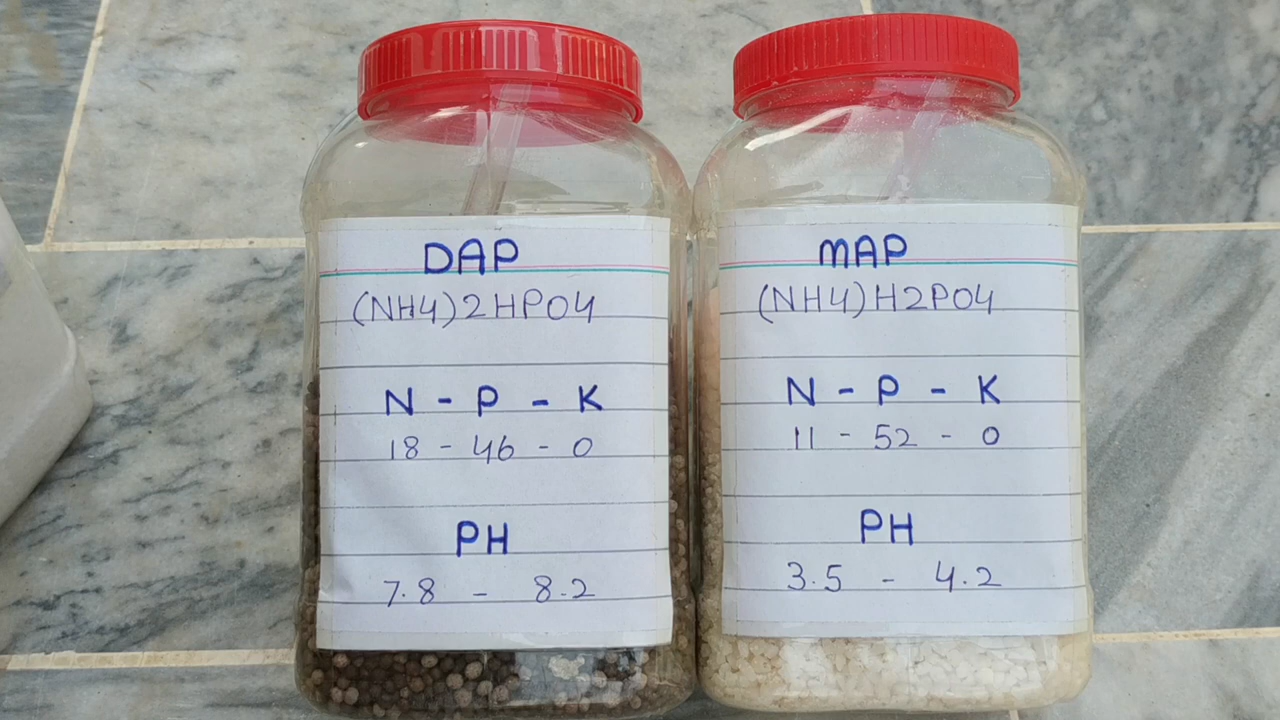 DAP
(NH4)2HPO4
N - P - K
18 - 46 - 0
PH
7.8 - 8.2
MAP
(NH4)H2PO4
N - P - K
11 - 52 - 0
PH
3.5 - 4.2